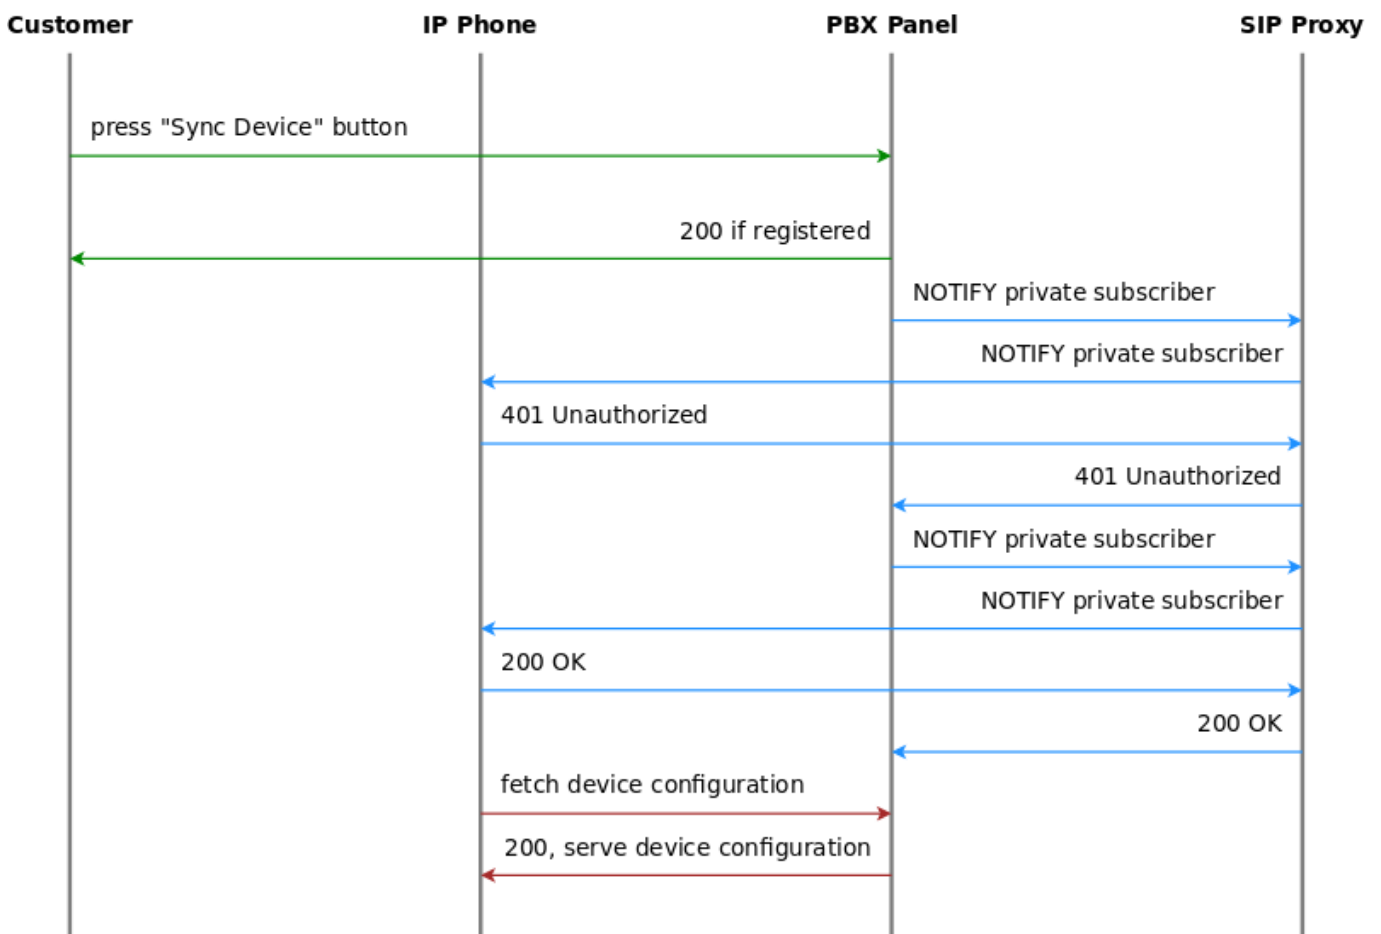 Customer IP Phone PBX Panel SIP Proxy
press "Sync Device" button
200 if registered
NOTIFY private subscriber
NOTIFY private subscriber
401 Unauthorized
401 Unauthorized
NOTIFY private subscriber
NOTIFY private subscriber
200 OK
200 OK
fetch device configuration
200, serve device configuration